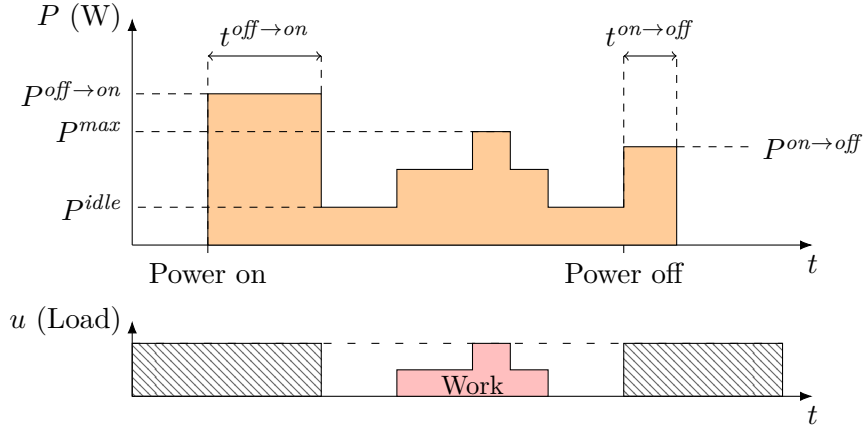 P (W)
t^{off→on}
t^{on→off}
P^{off→on}
P^{max}
P^{on→off}
P^{idle}
Power on
Power off
t
u (Load)
Work
t